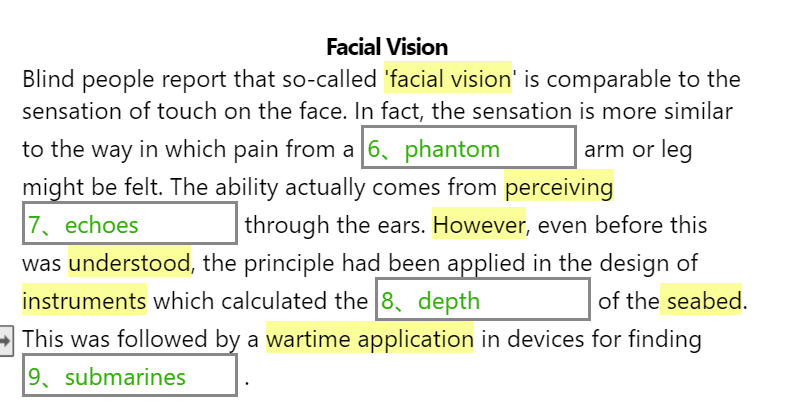 Facial Vision
Blind people report that so-called 'facial vision' is comparable to the
sensation of touch on the face. In fact, the sensation is more similar
to the way in which pain from a 6、phantom arm or leg
might be felt. The ability actually comes from perceiving
7、echoes through the ears. However, even before this
was understood, the principle had been applied in the design of
instruments which calculated the 8、depth of the seabed.
This was followed by a wartime application in devices for finding
9、submarines .